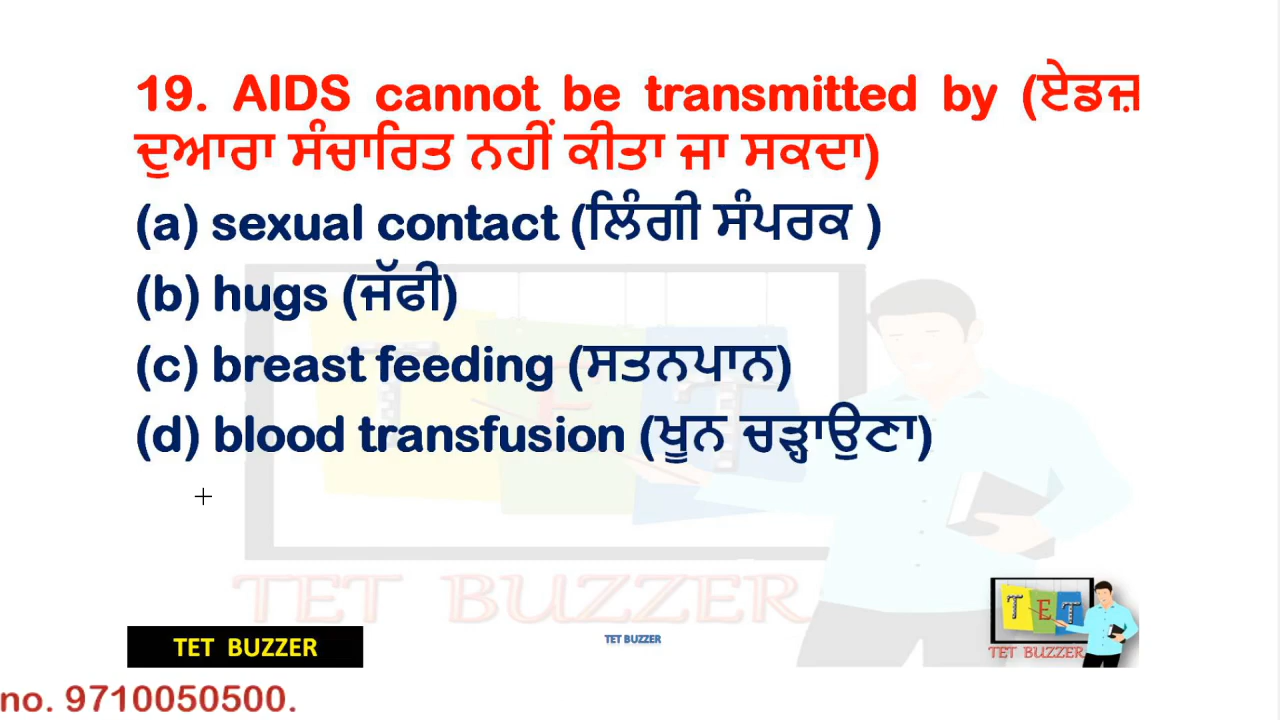 19. AIDS cannot be transmitted by (ਏਡਜ਼
ਦੁਆਰਾ ਸੰਚਾਰਿਤ ਨਹੀਂ ਕੀਤਾ ਜਾ ਸਕਦਾ)
(a) sexual contact (ਲਿੰਗੀ ਸੰਪਰਕ )
(b) hugs (ਜੱਫੀ)
(c) breast feeding (ਸਤਨਪਾਨ)
(d) blood transfusion (ਖੂਨ ਚੜ੍ਹਾਉਣਾ)
TET
TET BUZZER
TET BUZZER
TET BUZZER
TET
TET BUZZER
no. 9710050500.